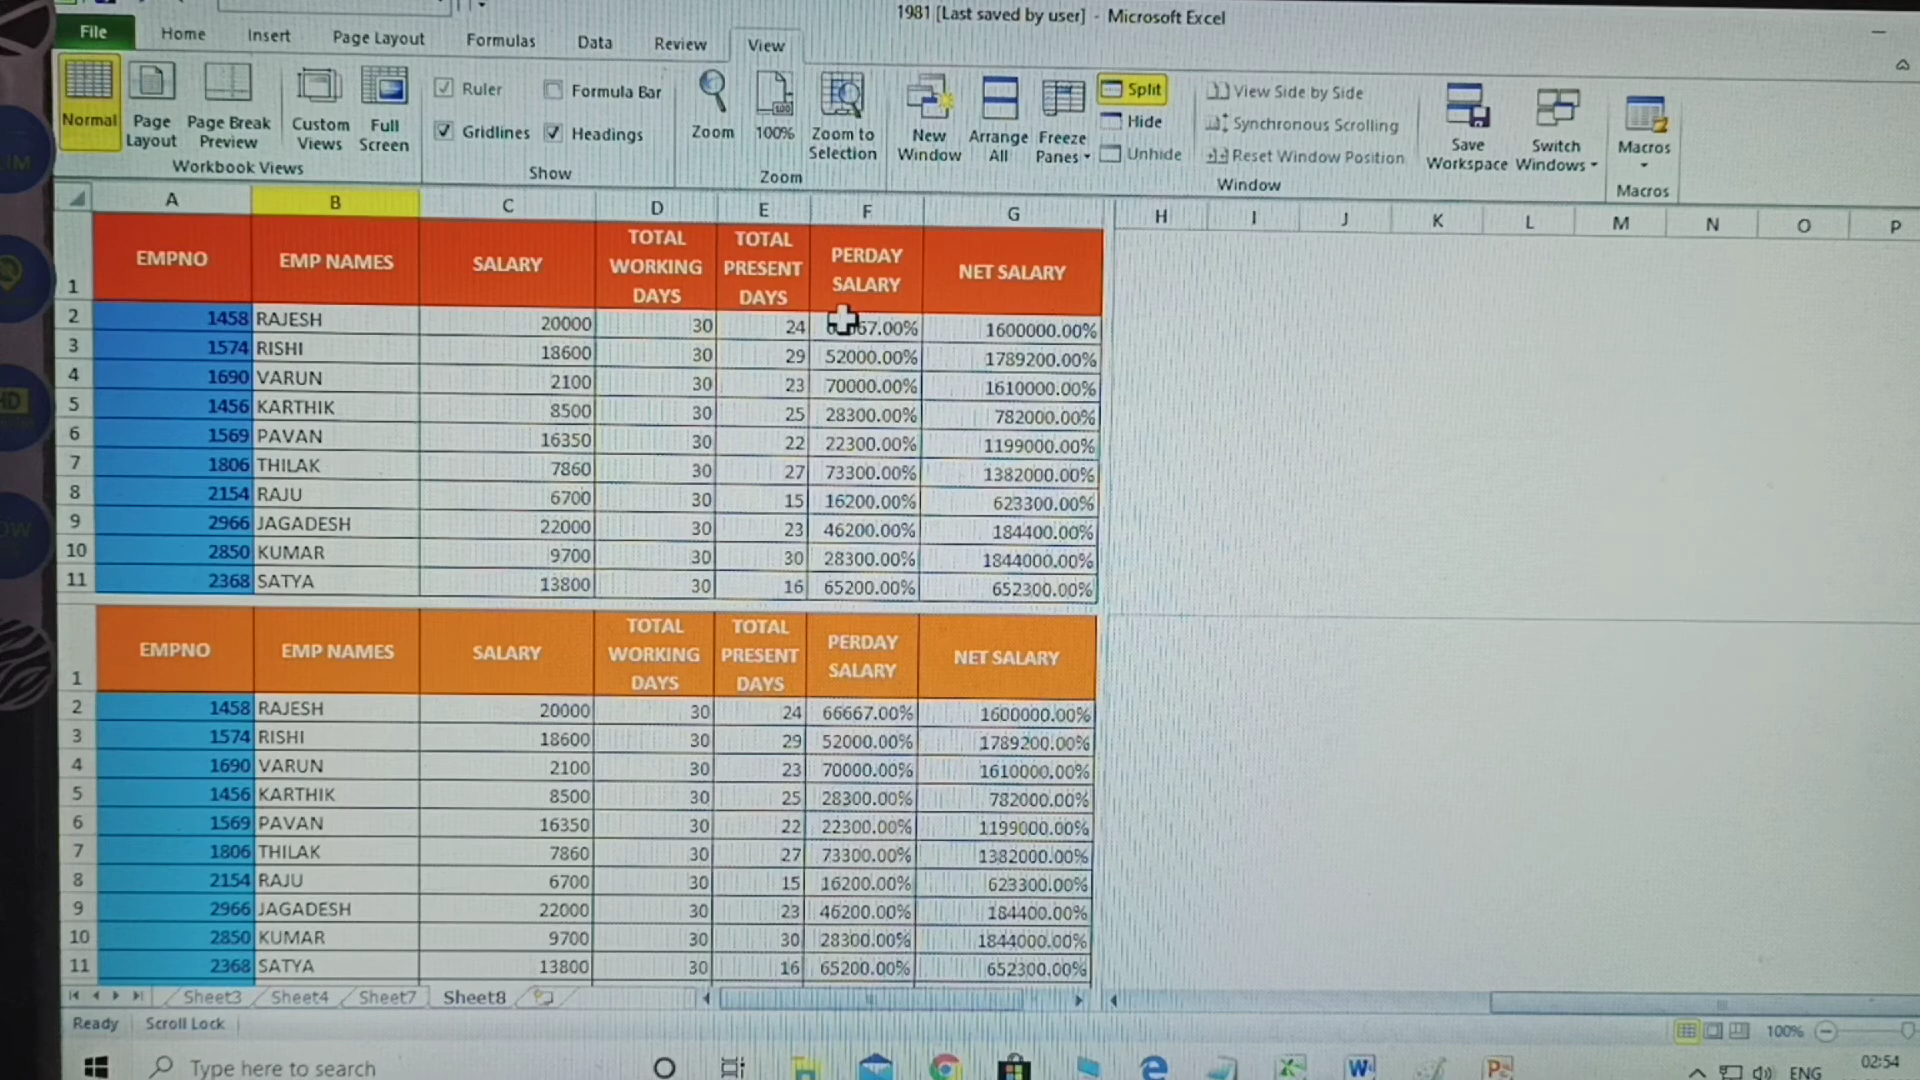 1981 [Last saved by user] - Microsoft Excel
File Home Insert Page Layout Formulas Data Review View
Normal Page Layout Page Break Preview Custom Views Full Screen
Workbook Views
Ruler Formula Bar
Gridlines Headings
Show
Zoom 100% Zoom to Selection
Zoom
New Window Arrange All Freeze Panes
Split
Hide
Unhide
View Side by Side
Synchronous Scrolling
Reset Window Position
Window
Save Workspace Switch Windows
Macros
Macros
A B C D E F G H I J K L M N O P
1 EMPNO EMP NAMES SALARY TOTAL WORKING DAYS TOTAL PRESENT DAYS PERDAY SALARY NET SALARY
2 1458 RAJESH 20000 30 24 1600000.00%
3 1574 RISHI 18600 30 29 52000.00% 1789200.00%
4 1690 VARUN 2100 30 23 70000.00% 1610000.00%
5 1456 KARTHIK 8500 30 25 28300.00% 782000.00%
6 1569 PAVAN 16350 30 22 22300.00% 1199000.00%
7 1806 THILAK 7860 30 27 73300.00% 1382000.00%
8 2154 RAJU 6700 30 15 16200.00% 623300.00%
9 2966 JAGADESH 22000 30 23 46200.00% 184400.00%
10 2850 KUMAR 9700 30 30 28300.00% 1844000.00%
11 2368 SATYA 13800 30 16 65200.00% 652300.00%
1 EMPNO EMP NAMES SALARY TOTAL WORKING DAYS TOTAL PRESENT DAYS PERDAY SALARY NET SALARY
2 1458 RAJESH 20000 30 24 66667.00% 1600000.00%
3 1574 RISHI 18600 30 29 52000.00% 1789200.00%
4 1690 VARUN 2100 30 23 70000.00% 1610000.00%
5 1456 KARTHIK 8500 30 25 28300.00% 782000.00%
6 1569 PAVAN 16350 30 22 22300.00% 1199000.00%
7 1806 THILAK 7860 30 27 73300.00% 1382000.00%
8 2154 RAJU 6700 30 15 16200.00% 623300.00%
9 2966 JAGADESH 22000 30 23 46200.00% 184400.00%
10 2850 KUMAR 9700 30 30 28300.00% 1844000.00%
11 2368 SATYA 13800 30 16 65200.00% 652300.00%
Sheet3 Sheet4 Sheet7 Sheet8
Ready Scroll Lock 100%
Type here to search ENG 02:54